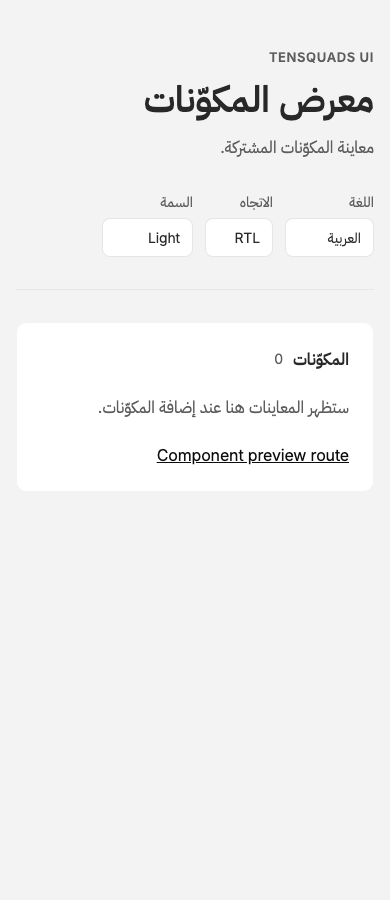 TENSQUADS UI
معرض المكوّنات
معاينة المكوّنات المشتركة.
اللغة الاتجاه السمة
العربية RTL Light
المكوّنات 0
ستظهر المعاينات هنا عند إضافة المكوّنات.
Component preview route